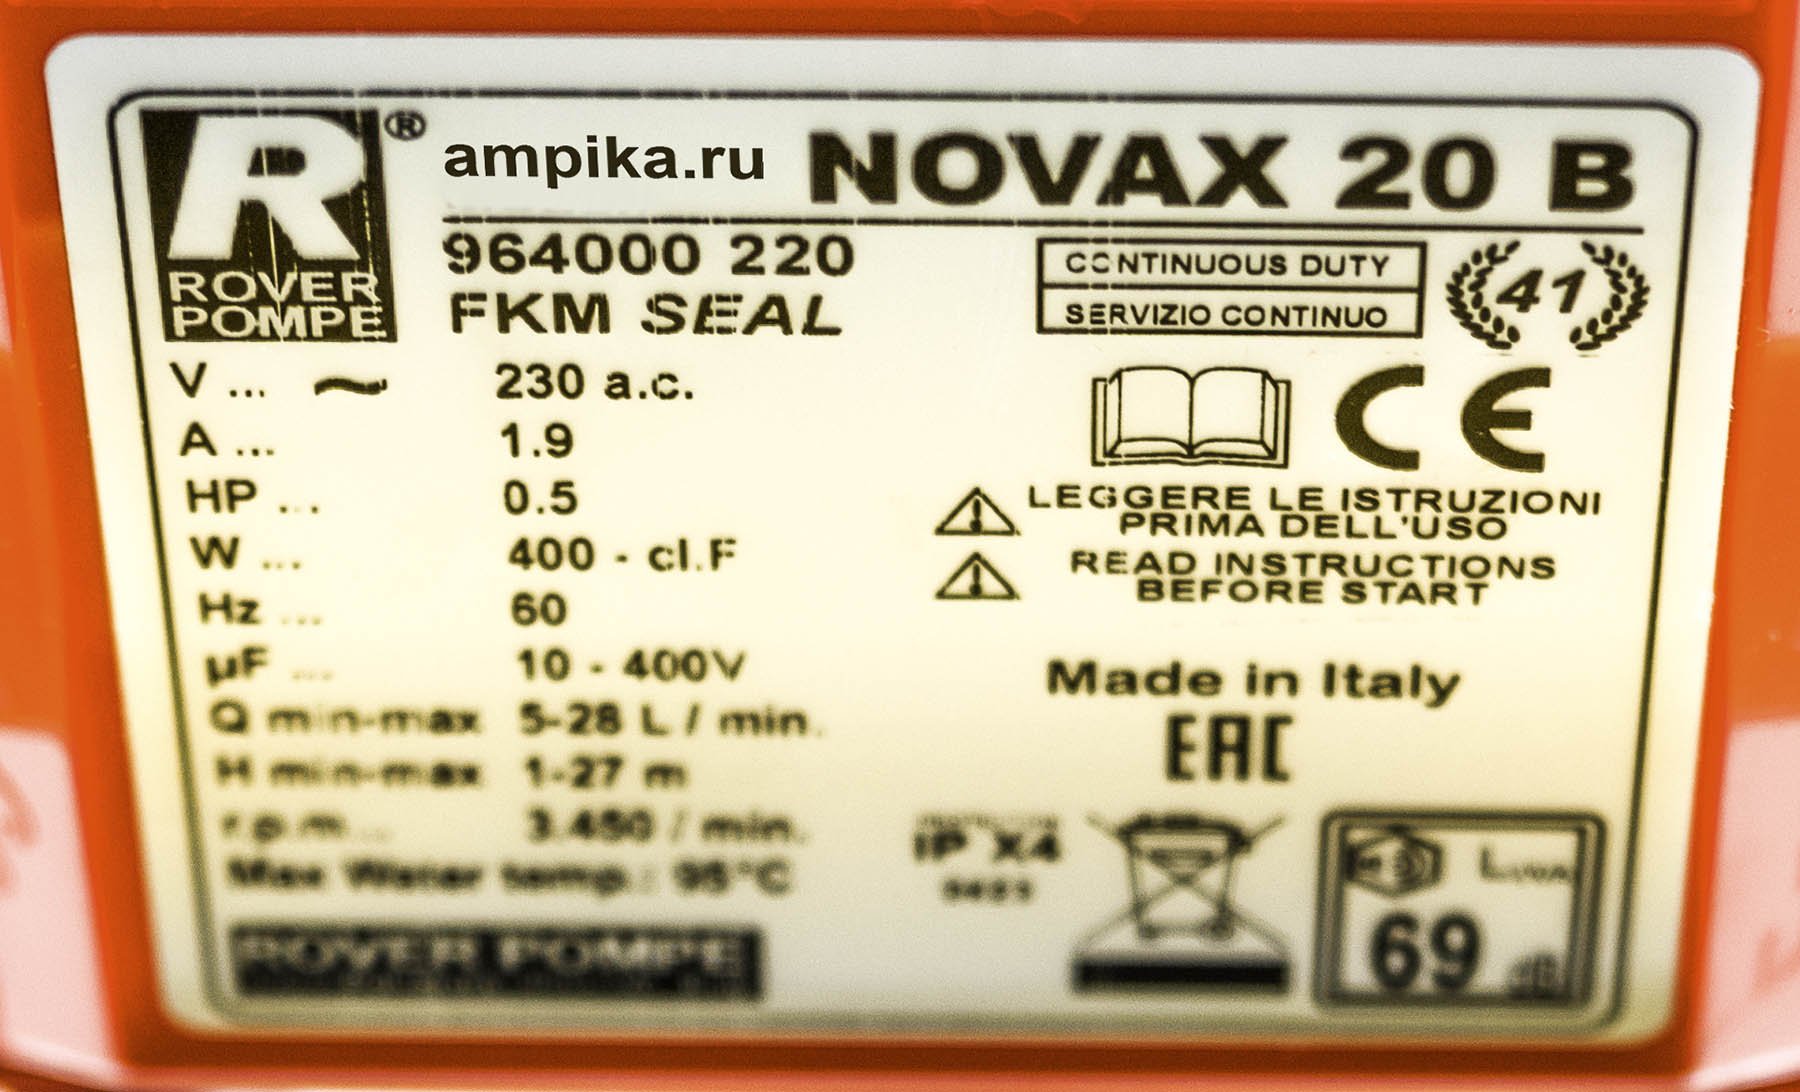 R
ROVER
POMPE
®
ampika.ru NOVAX 20 B
964000 220
FKM SEAL
CONTINUOUS DUTY
SERVIZIO CONTINUO
41
V ... ~ 230 a.c.
A ... 1.9
HP ... 0.5
W ... 400 - cl.F
Hz ... 60
µF ... 10 - 400V
Q min-max 5-28 L / min.
H min-max 1-27 m
r.p.m... 3.450 / min.
Max Water temp.: 95°C
ROVER POMPE
CE
LEGGERE LE ISTRUZIONI
PRIMA DELL'USO
READ INSTRUCTIONS
BEFORE START
Made in Italy
EAC
IP X4
LWA
69 dB